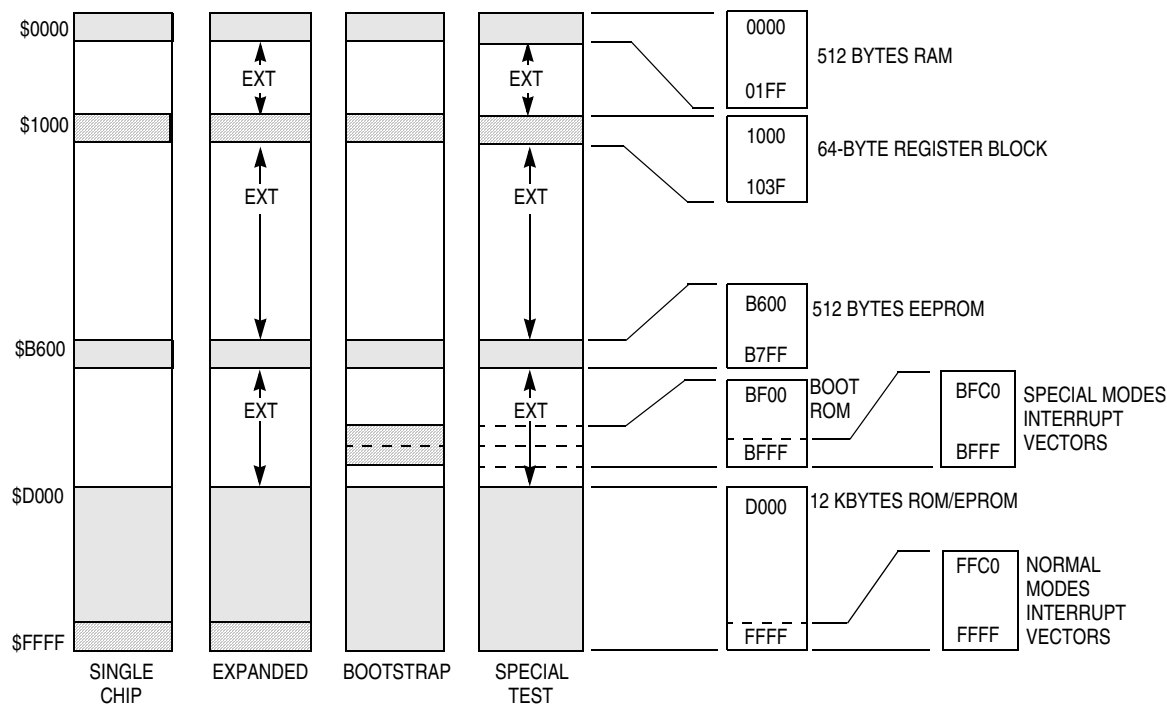 $0000
$1000
$B600
$D000
$FFFF
EXT
EXT
EXT
EXT
EXT
EXT
SINGLE
CHIP
EXPANDED
BOOTSTRAP
SPECIAL
TEST
0000
01FF
512 BYTES RAM
1000
103F
64-BYTE REGISTER BLOCK
B600
B7FF
512 BYTES EEPROM
BF00
BFFF
BOOT
ROM
BFC0
BFFF
SPECIAL MODES
INTERRUPT
VECTORS
D000
FFFF
12 KBYTES ROM/EPROM
FFC0
FFFF
NORMAL
MODES
INTERRUPT
VECTORS